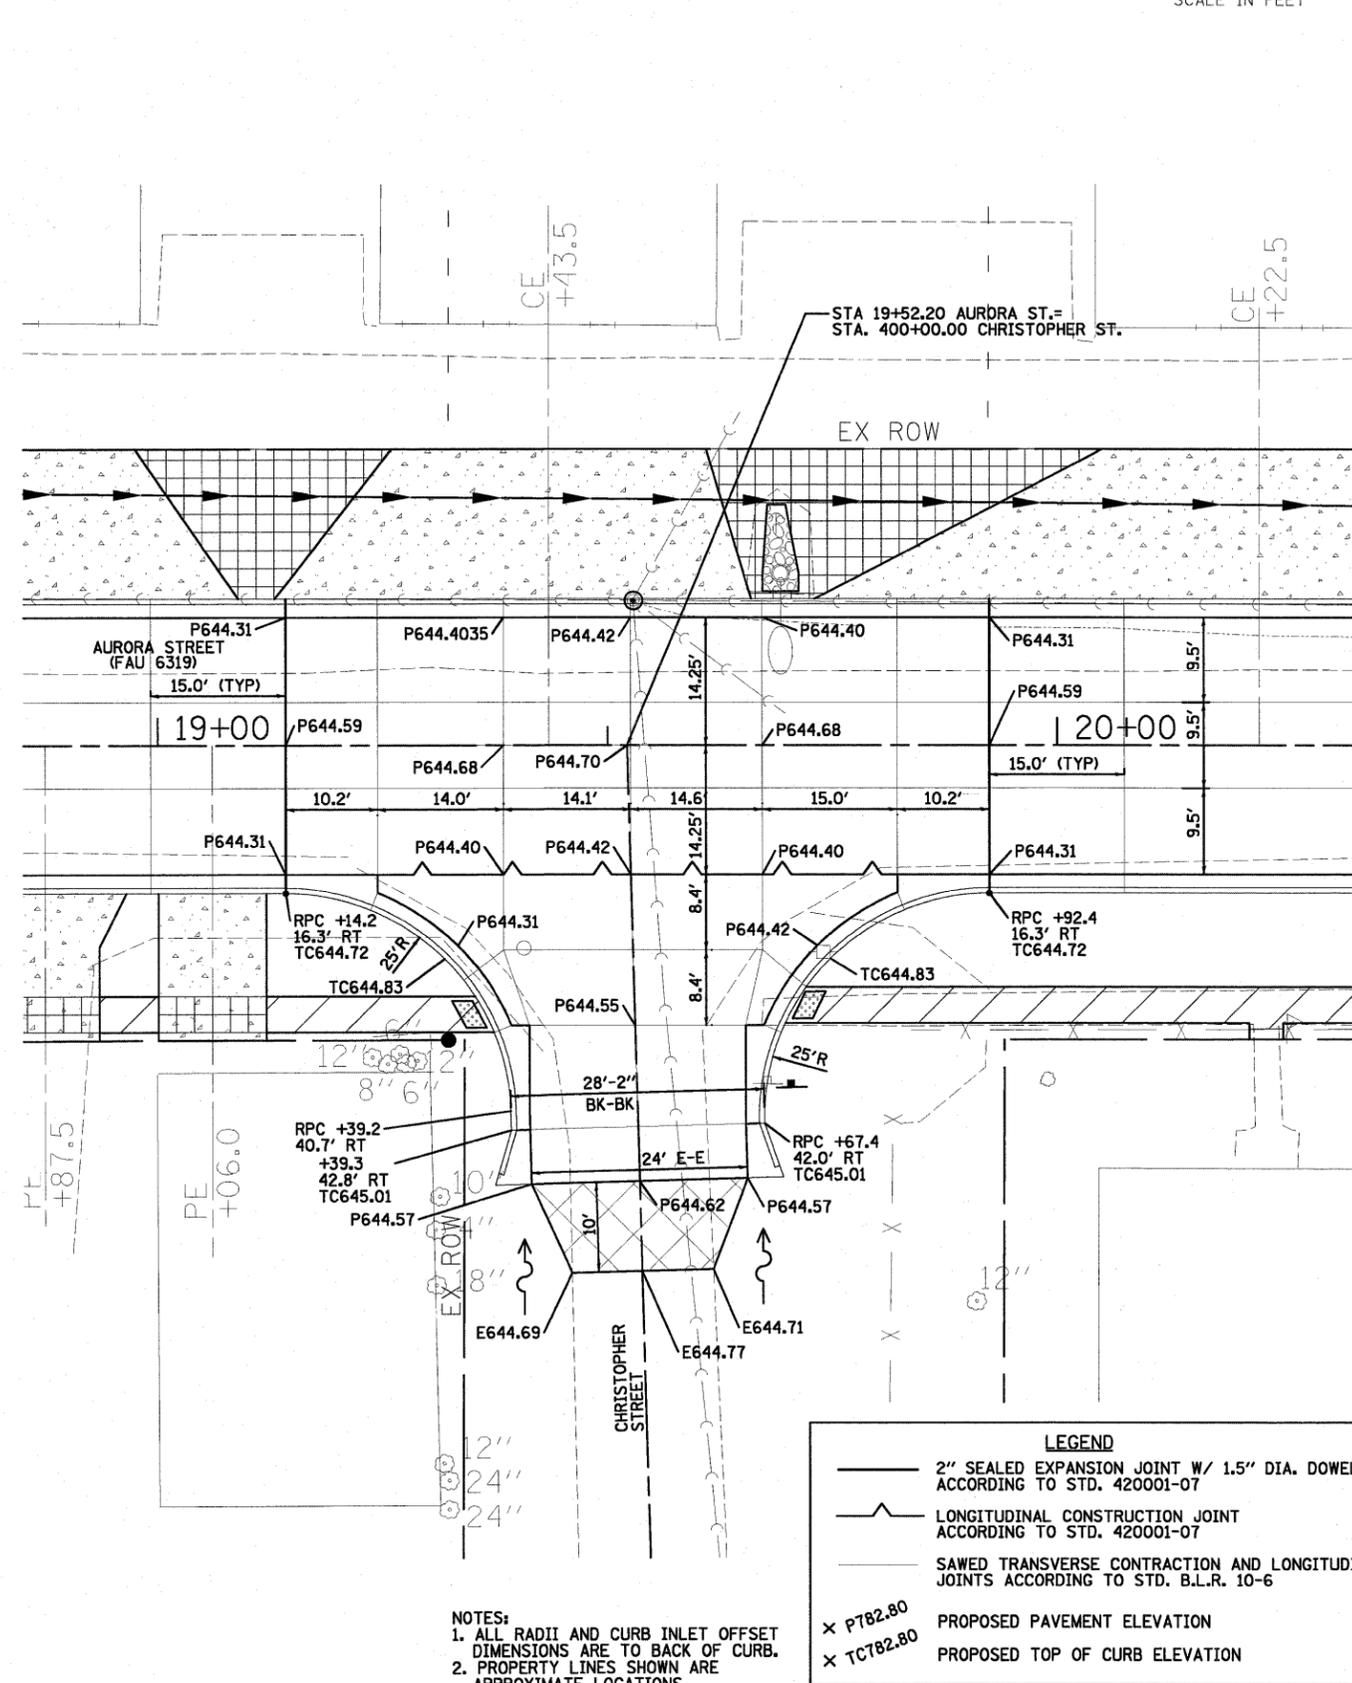 SCALE IN FEET
CE
+43.5
CE
+22.5
STA 19+52.20 AURORA ST.=
STA. 400+00.00 CHRISTOPHER ST.
EX ROW
P644.31
P644.4035
P644.42
P644.40
P644.31
AURORA STREET
(FAU 6319)
15.0' (TYP)
14.25'
9.5'
19+00
P644.59
P644.68
P644.70
P644.68
P644.59
20+00
9.5'
15.0' (TYP)
10.2'
14.0'
14.1'
14.6'
15.0'
10.2'
14.25'
9.5'
P644.31
P644.40
P644.42
P644.40
P644.31
8.4'
RPC +14.2
16.3' RT
TC644.72
25'R
P644.31
TC644.83
P644.42
TC644.83
RPC +92.4
16.3' RT
TC644.72
8.4'
P644.55
6"
12"
12"
8"
6"
25'R
28'-2"
BK-BK
RPC +39.2
40.7' RT
+39.3
42.8' RT
TC645.01
RPC +67.4
42.0' RT
TC645.01
24' E-E
PE
+87.5
PE
+06.0
10"
P644.57
P644.62
P644.57
10'
EX ROW
18"
12"
E644.69
E644.71
E644.77
CHRISTOPHER
STREET
12"
24"
24"
LEGEND
2" SEALED EXPANSION JOINT W/ 1.5" DIA.
ACCORDING TO STD. 420001-07
LONGITUDINAL CONSTRUCTION JOINT
ACCORDING TO STD. 420001-07
SAWED TRANSVERSE CONTRACTION AND
JOINTS ACCORDING TO STD. B.L.R. 10-6
× P782.80 PROPOSED PAVEMENT ELEVATION
× TC782.80 PROPOSED TOP OF CURB ELEVATION
NOTES:
1. ALL RADII AND CURB INLET OFFSET
DIMENSIONS ARE TO BACK OF CURB.
2. PROPERTY LINES SHOWN ARE
APPROXIMATE LOCATIONS